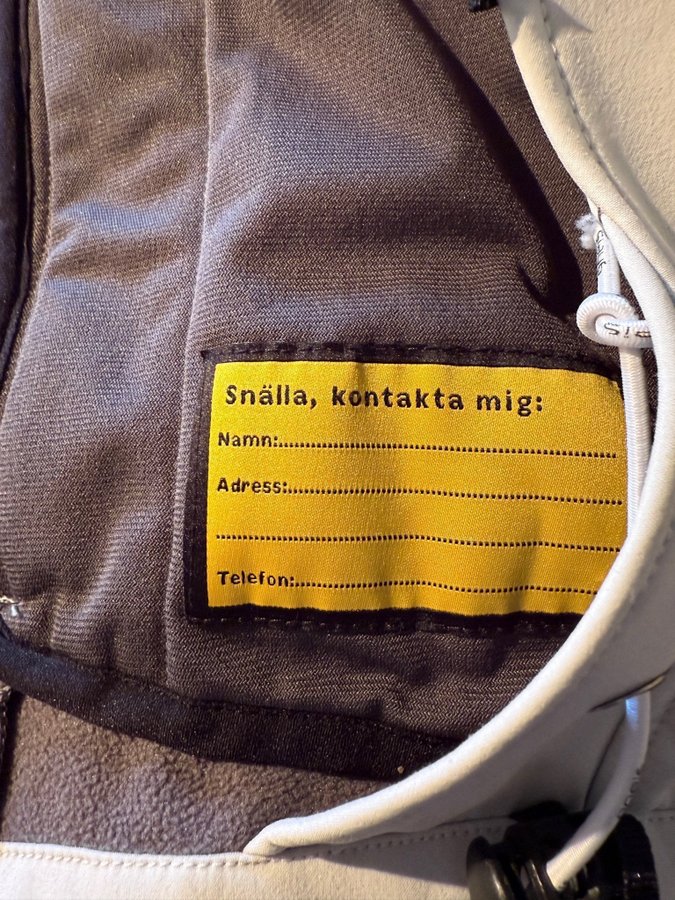 Snälla, kontakta mig:
Namn:
Adress:
Telefon: